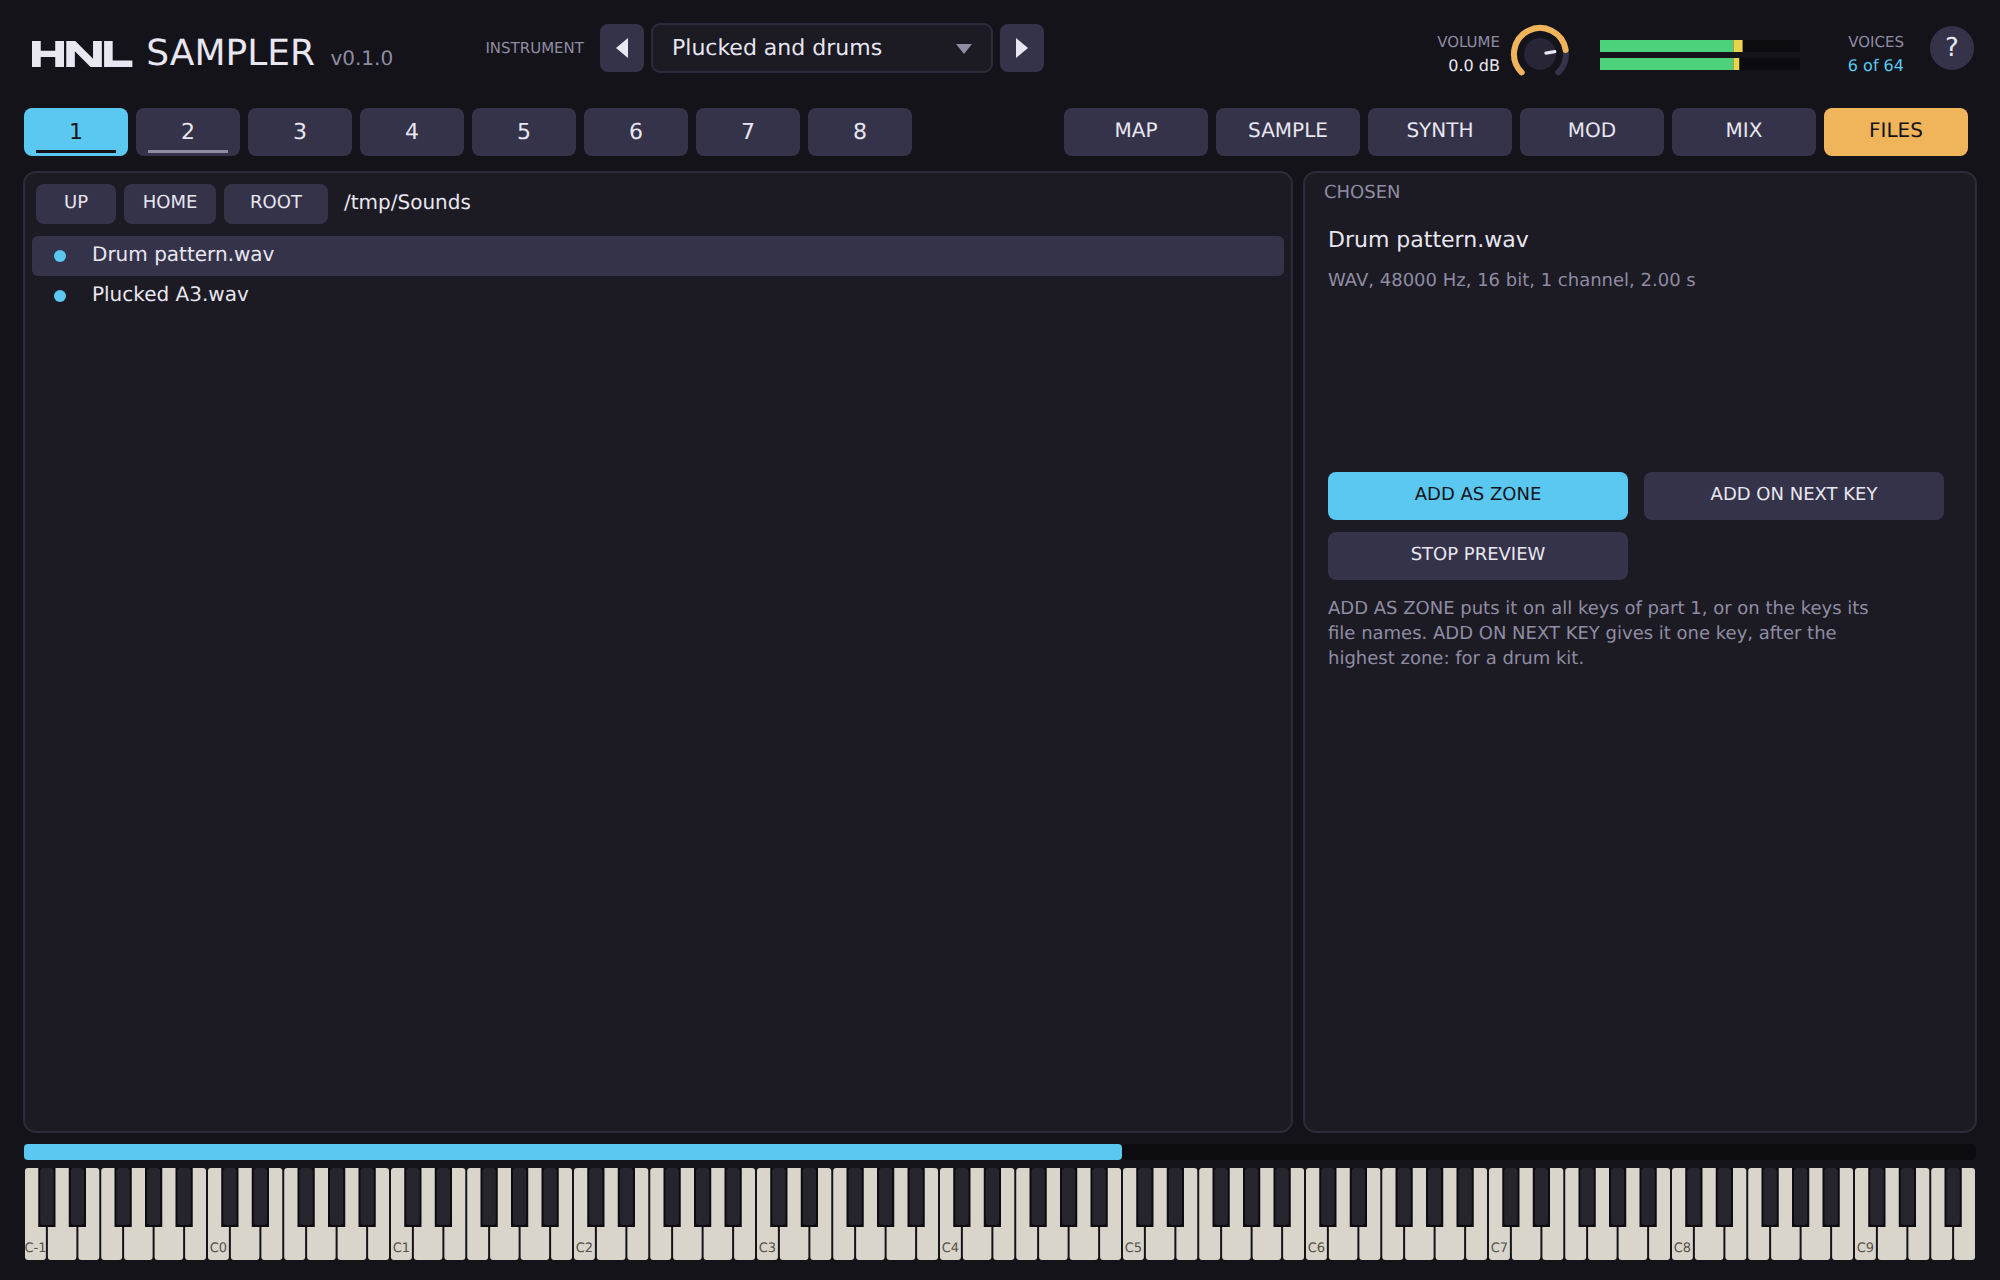 HNL SAMPLER v0.1.0
INSTRUMENT
Plucked and drums
VOLUME
0.0 dB
VOICES
6 of 64
?
1 2 3 4 5 6 7 8
MAP SAMPLE SYNTH MOD MIX FILES
UP HOME ROOT /tmp/Sounds
Drum pattern.wav
Plucked A3.wav
CHOSEN
Drum pattern.wav
WAV, 48000 Hz, 16 bit, 1 channel, 2.00 s
ADD AS ZONE
ADD ON NEXT KEY
STOP PREVIEW
ADD AS ZONE puts it on all keys of part 1, or on the keys its
file names. ADD ON NEXT KEY gives it one key, after the
highest zone: for a drum kit.
C-1 C0 C1 C2 C3 C4 C5 C6 C7 C8 C9